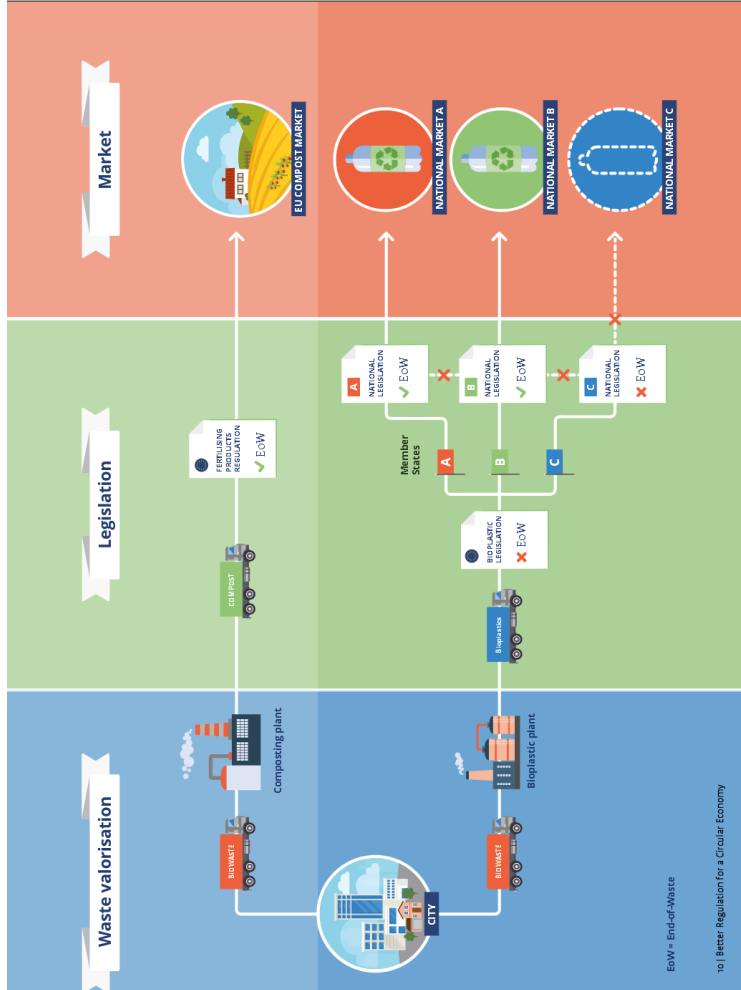 Waste valorisation
Legislation
Market
BIOWASTE
Composting plant
COMPOST
FERTILISING
PRODUCTS
REGULATION
EoW
EU COMPOST MARKET
CITY
BIOWASTE
Bioplastic plant
Bioplastics
BIOPLASTIC
LEGISLATION
EoW
Member
States
A
B
C
A
NATIONAL
LEGISLATION
EoW
B
NATIONAL
LEGISLATION
EoW
C
NATIONAL
LEGISLATION
EoW
NATIONAL MARKET A
NATIONAL MARKET B
NATIONAL MARKET C
EoW = End-of-Waste
10 | Better Regulation for a Circular Economy